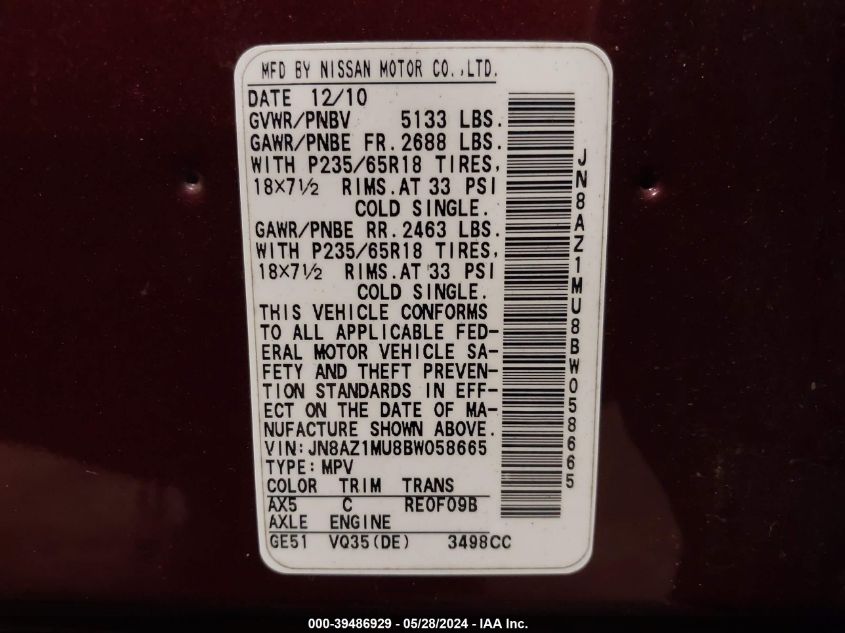 MFD BY NISSAN MOTOR CO.,LTD.
DATE 12/10
GVWR/PNBV 5133 LBS.
GAWR/PNBE FR. 2688 LBS.
WITH P235/65R18 TIRES,
18×7½ RIMS.AT 33 PSI
COLD SINGLE.
GAWR/PNBE RR. 2463 LBS.
WITH P235/65R18 TIRES,
18×7½ RIMS.AT 33 PSI
COLD SINGLE.
THIS VEHICLE CONFORMS
TO ALL APPLICABLE FED-
ERAL MOTOR VEHICLE SA-
FETY AND THEFT PREVEN-
TION STANDARDS IN EFF-
ECT ON THE DATE OF MA-
NUFACTURE SHOWN ABOVE.
VIN:JN8AZ1MU8BW058665
TYPE:MPV
COLOR TRIM TRANS
AX5 C RE0F09B
AXLE ENGINE
GE51 VQ35(DE) 3498CC
JN8AZ1MU8BW058665
000-39486929 - 05/28/2024 - IAA Inc.